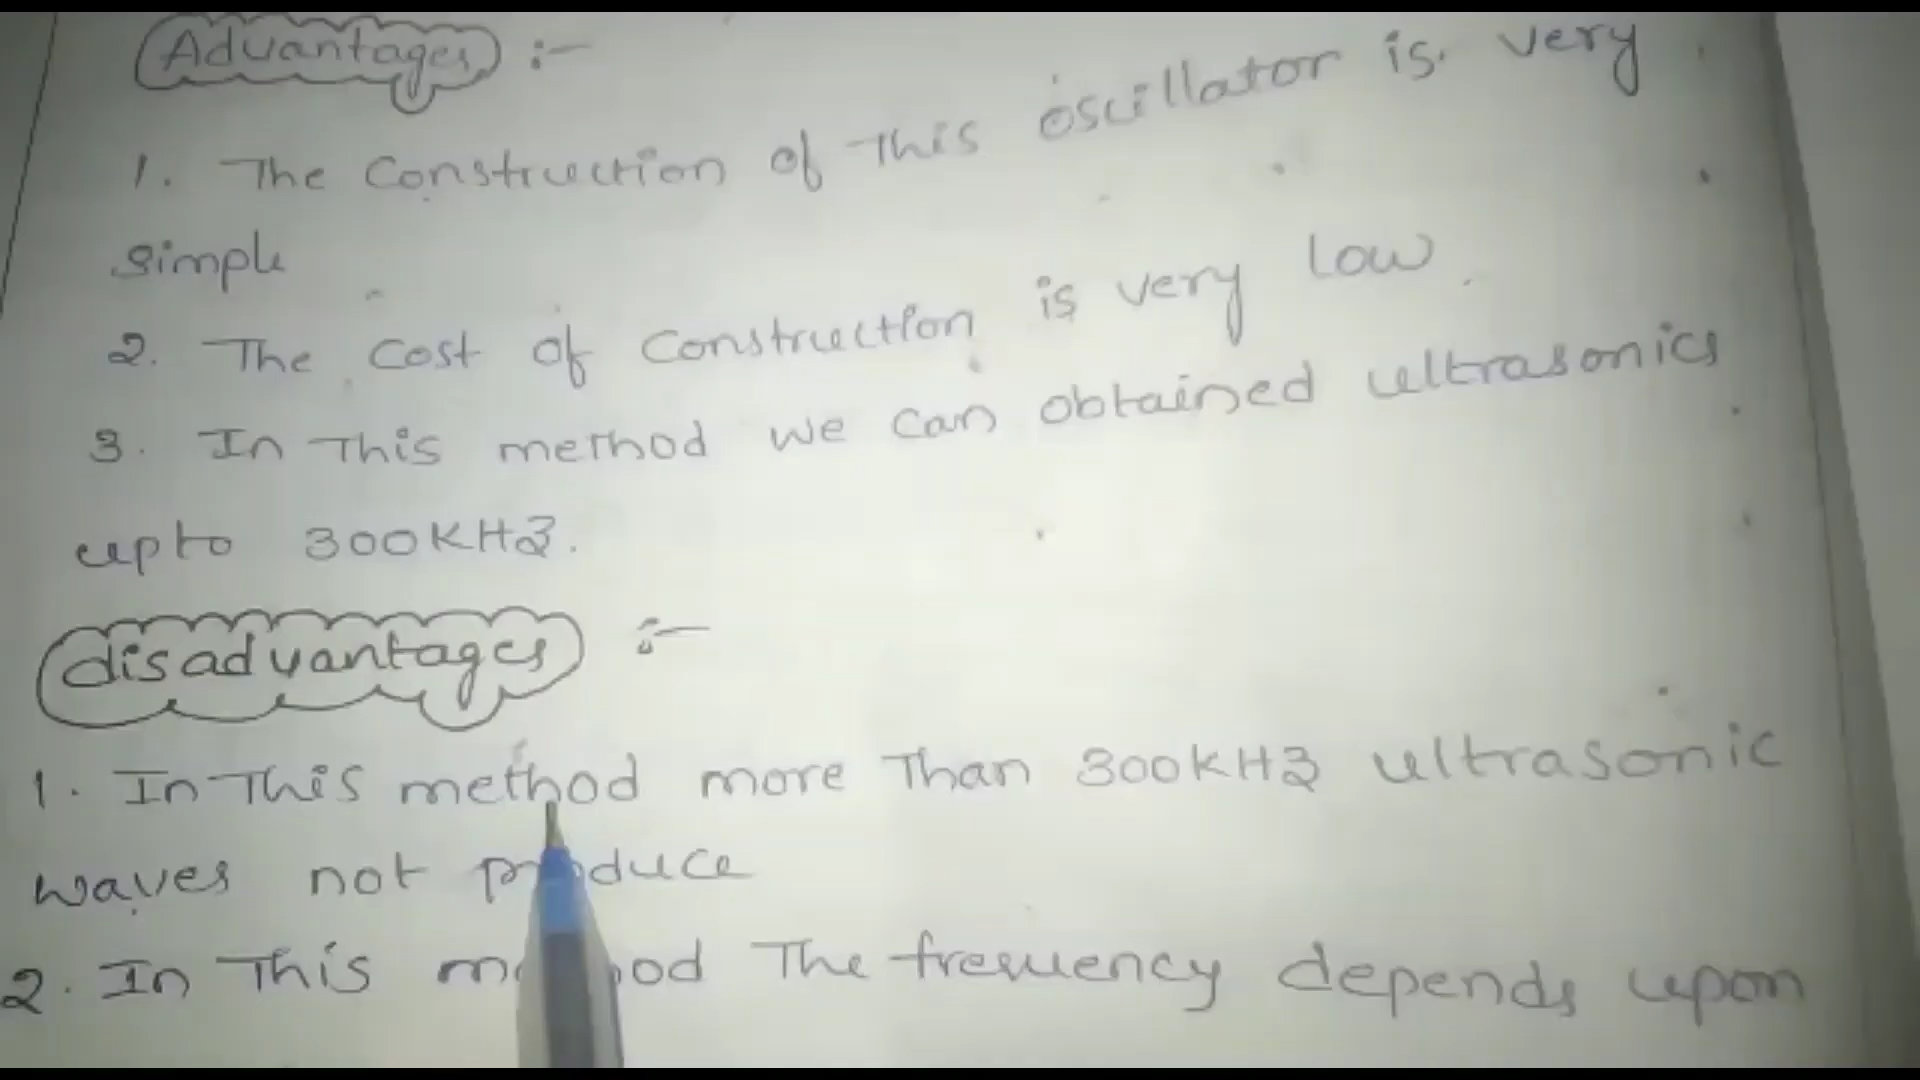 Advantages :-
1. The Construction of This oscillator is very
simple
2. The Cost of Construction is very low.
3. In This method we can obtained ultrasonics
upto 300KHz.
disadvantages :-
1. In This method more Than 300KHz ultrasonic
waves not produce
2. In This method The frequency depends upon